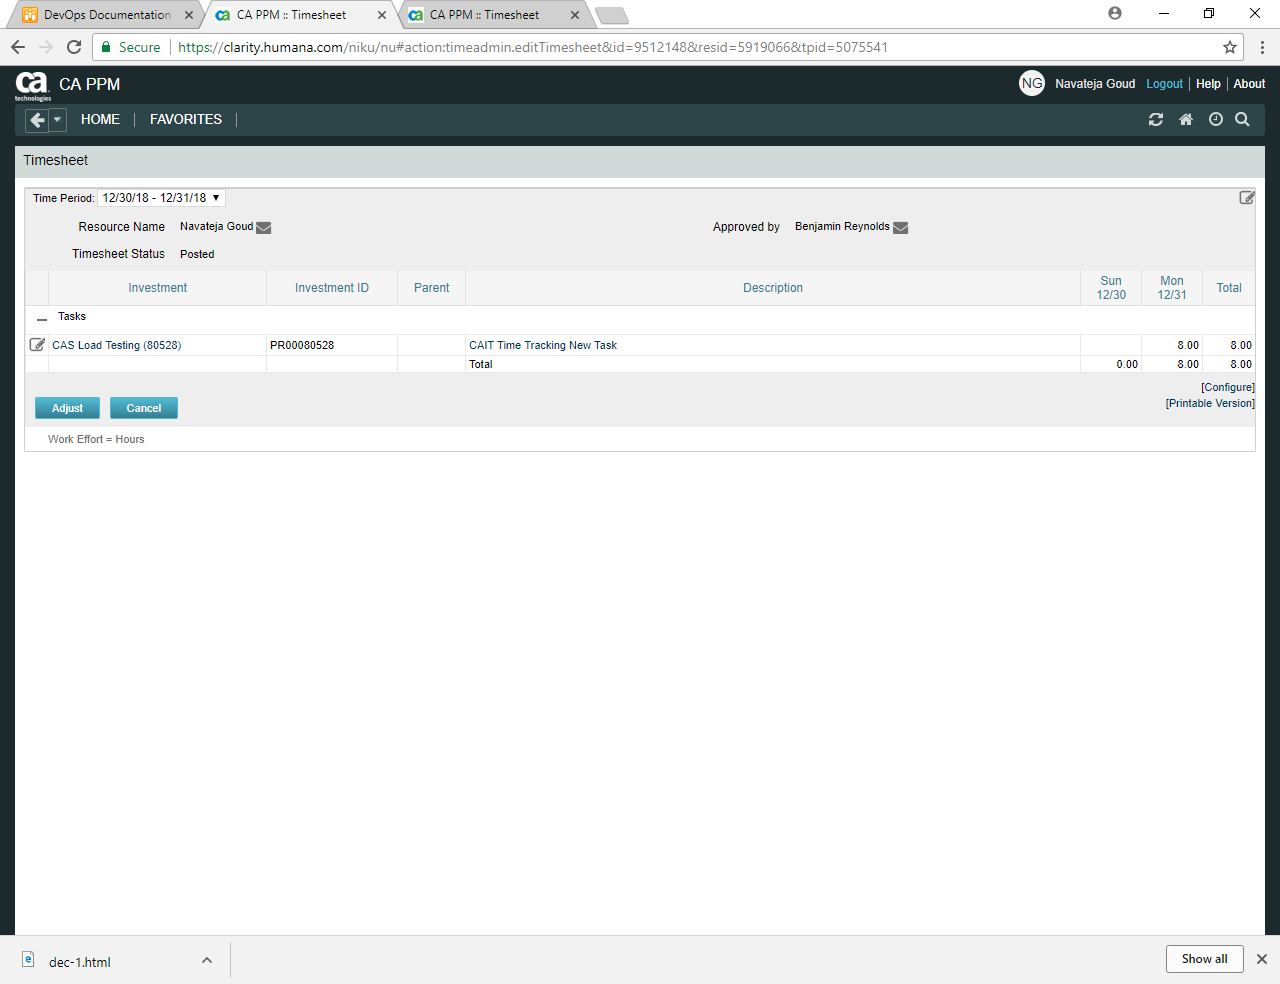 DevOps Documentation
CA PPM :: Timesheet
CA PPM :: Timesheet
Secure
https://clarity.humana.com/niku/nu#action:timeadmin.editTimesheet&id=9512148&resid=5919066&tpid=5075541
ca technologies
CA PPM
NG Navateja Goud Logout Help About
HOME FAVORITES
Timesheet
Time Period: 12/30/18 - 12/31/18
Resource Name Navateja Goud Approved by Benjamin Reynolds
Timesheet Status Posted
Investment Investment ID Parent Description Sun 12/30 Mon 12/31 Total
Tasks
CAS Load Testing (80528) PR00080528 CAIT Time Tracking New Task 8.00 8.00
Total 0.00 8.00 8.00
[Configure]
[Printable Version]
Adjust Cancel
Work Effort = Hours
dec-1.html
Show all